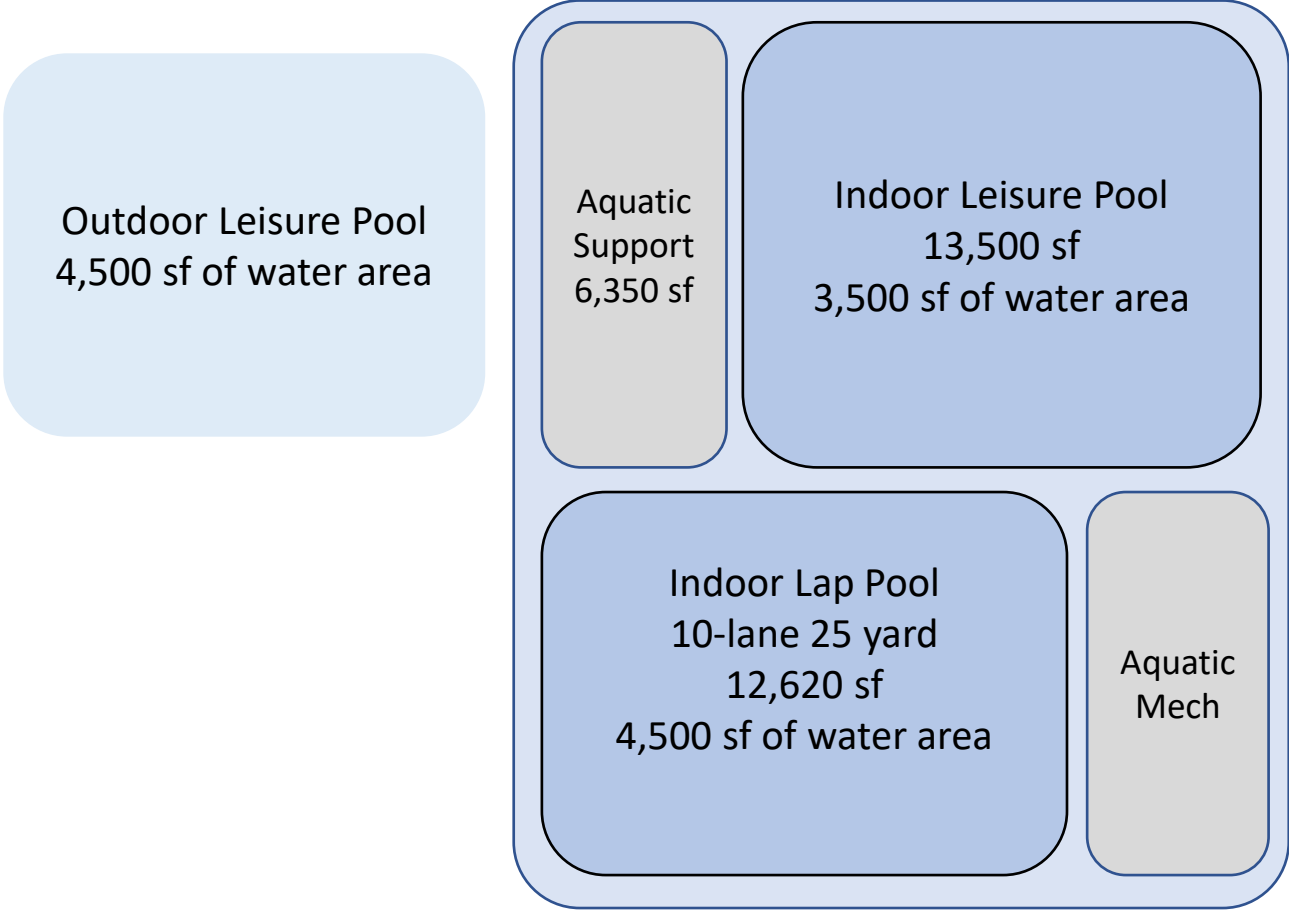 Outdoor Leisure Pool
4,500 sf of water area
Aquatic
Support
6,350 sf
Indoor Leisure Pool
13,500 sf
3,500 sf of water area
Indoor Lap Pool
10-lane 25 yard
12,620 sf
4,500 sf of water area
Aquatic
Mech